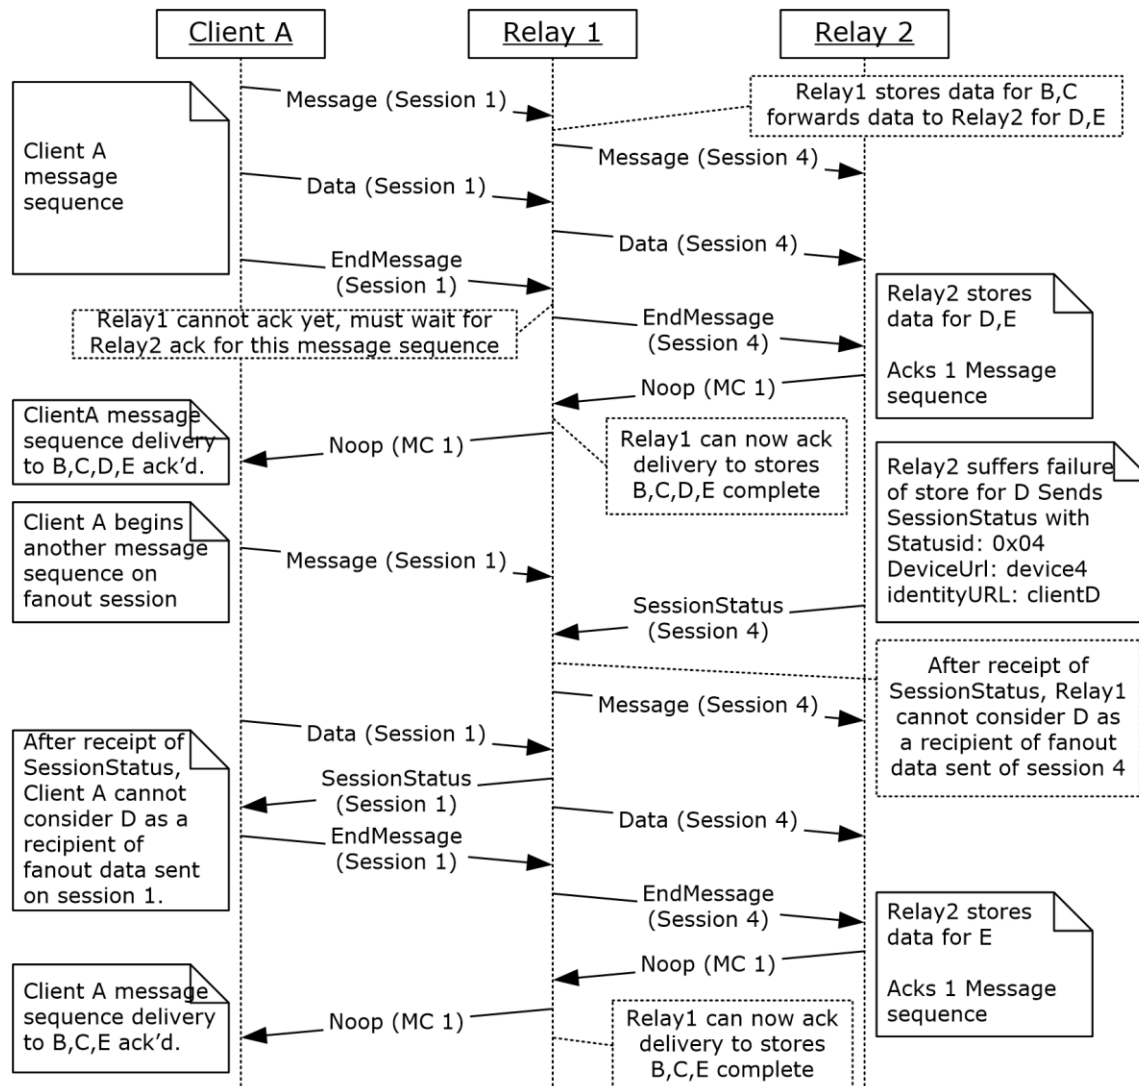 Client A
Relay 1
Relay 2
Message (Session 1)
Relay1 stores data for B,C
forwards data to Relay2 for D,E
Client A
message
sequence
Message (Session 4)
Data (Session 1)
Data (Session 4)
EndMessage
(Session 1)
Relay1 cannot ack yet, must wait for
Relay2 ack for this message sequence
EndMessage
(Session 4)
Relay2 stores
data for D,E
Acks 1 Message
sequence
Noop (MC 1)
ClientA message
sequence delivery
to B,C,D,E ack’d.
Noop (MC 1)
Relay1 can now ack
delivery to stores
B,C,D,E complete
Relay2 suffers failure
of store for D Sends
SessionStatus with
Statusid: 0x04
DeviceUrl: device4
identityURL: clientD
Client A begins
another message
sequence on
fanout session
Message (Session 1)
SessionStatus
(Session 4)
After receipt of
SessionStatus, Relay1
cannot consider D as
a recipient of fanout
data sent of session 4
Message (Session 4)
Data (Session 1)
After receipt of
SessionStatus,
Client A cannot
consider D as a
recipient of
fanout data sent
on session 1.
SessionStatus
(Session 1)
Data (Session 4)
EndMessage
(Session 1)
EndMessage
(Session 4)
Relay2 stores
data for E
Acks 1 Message
sequence
Noop (MC 1)
Client A message
sequence delivery
to B,C,E ack’d.
Noop (MC 1)
Relay1 can now ack
delivery to stores
B,C,E complete